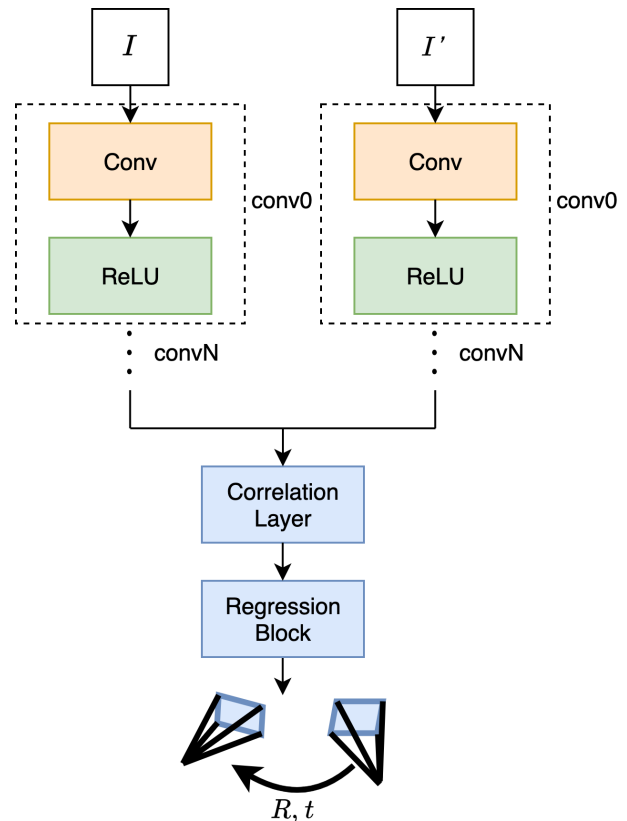 I
I'
Conv
Conv
conv0
conv0
ReLU
ReLU
convN
convN
Correlation
Layer
Regression
Block
R, t